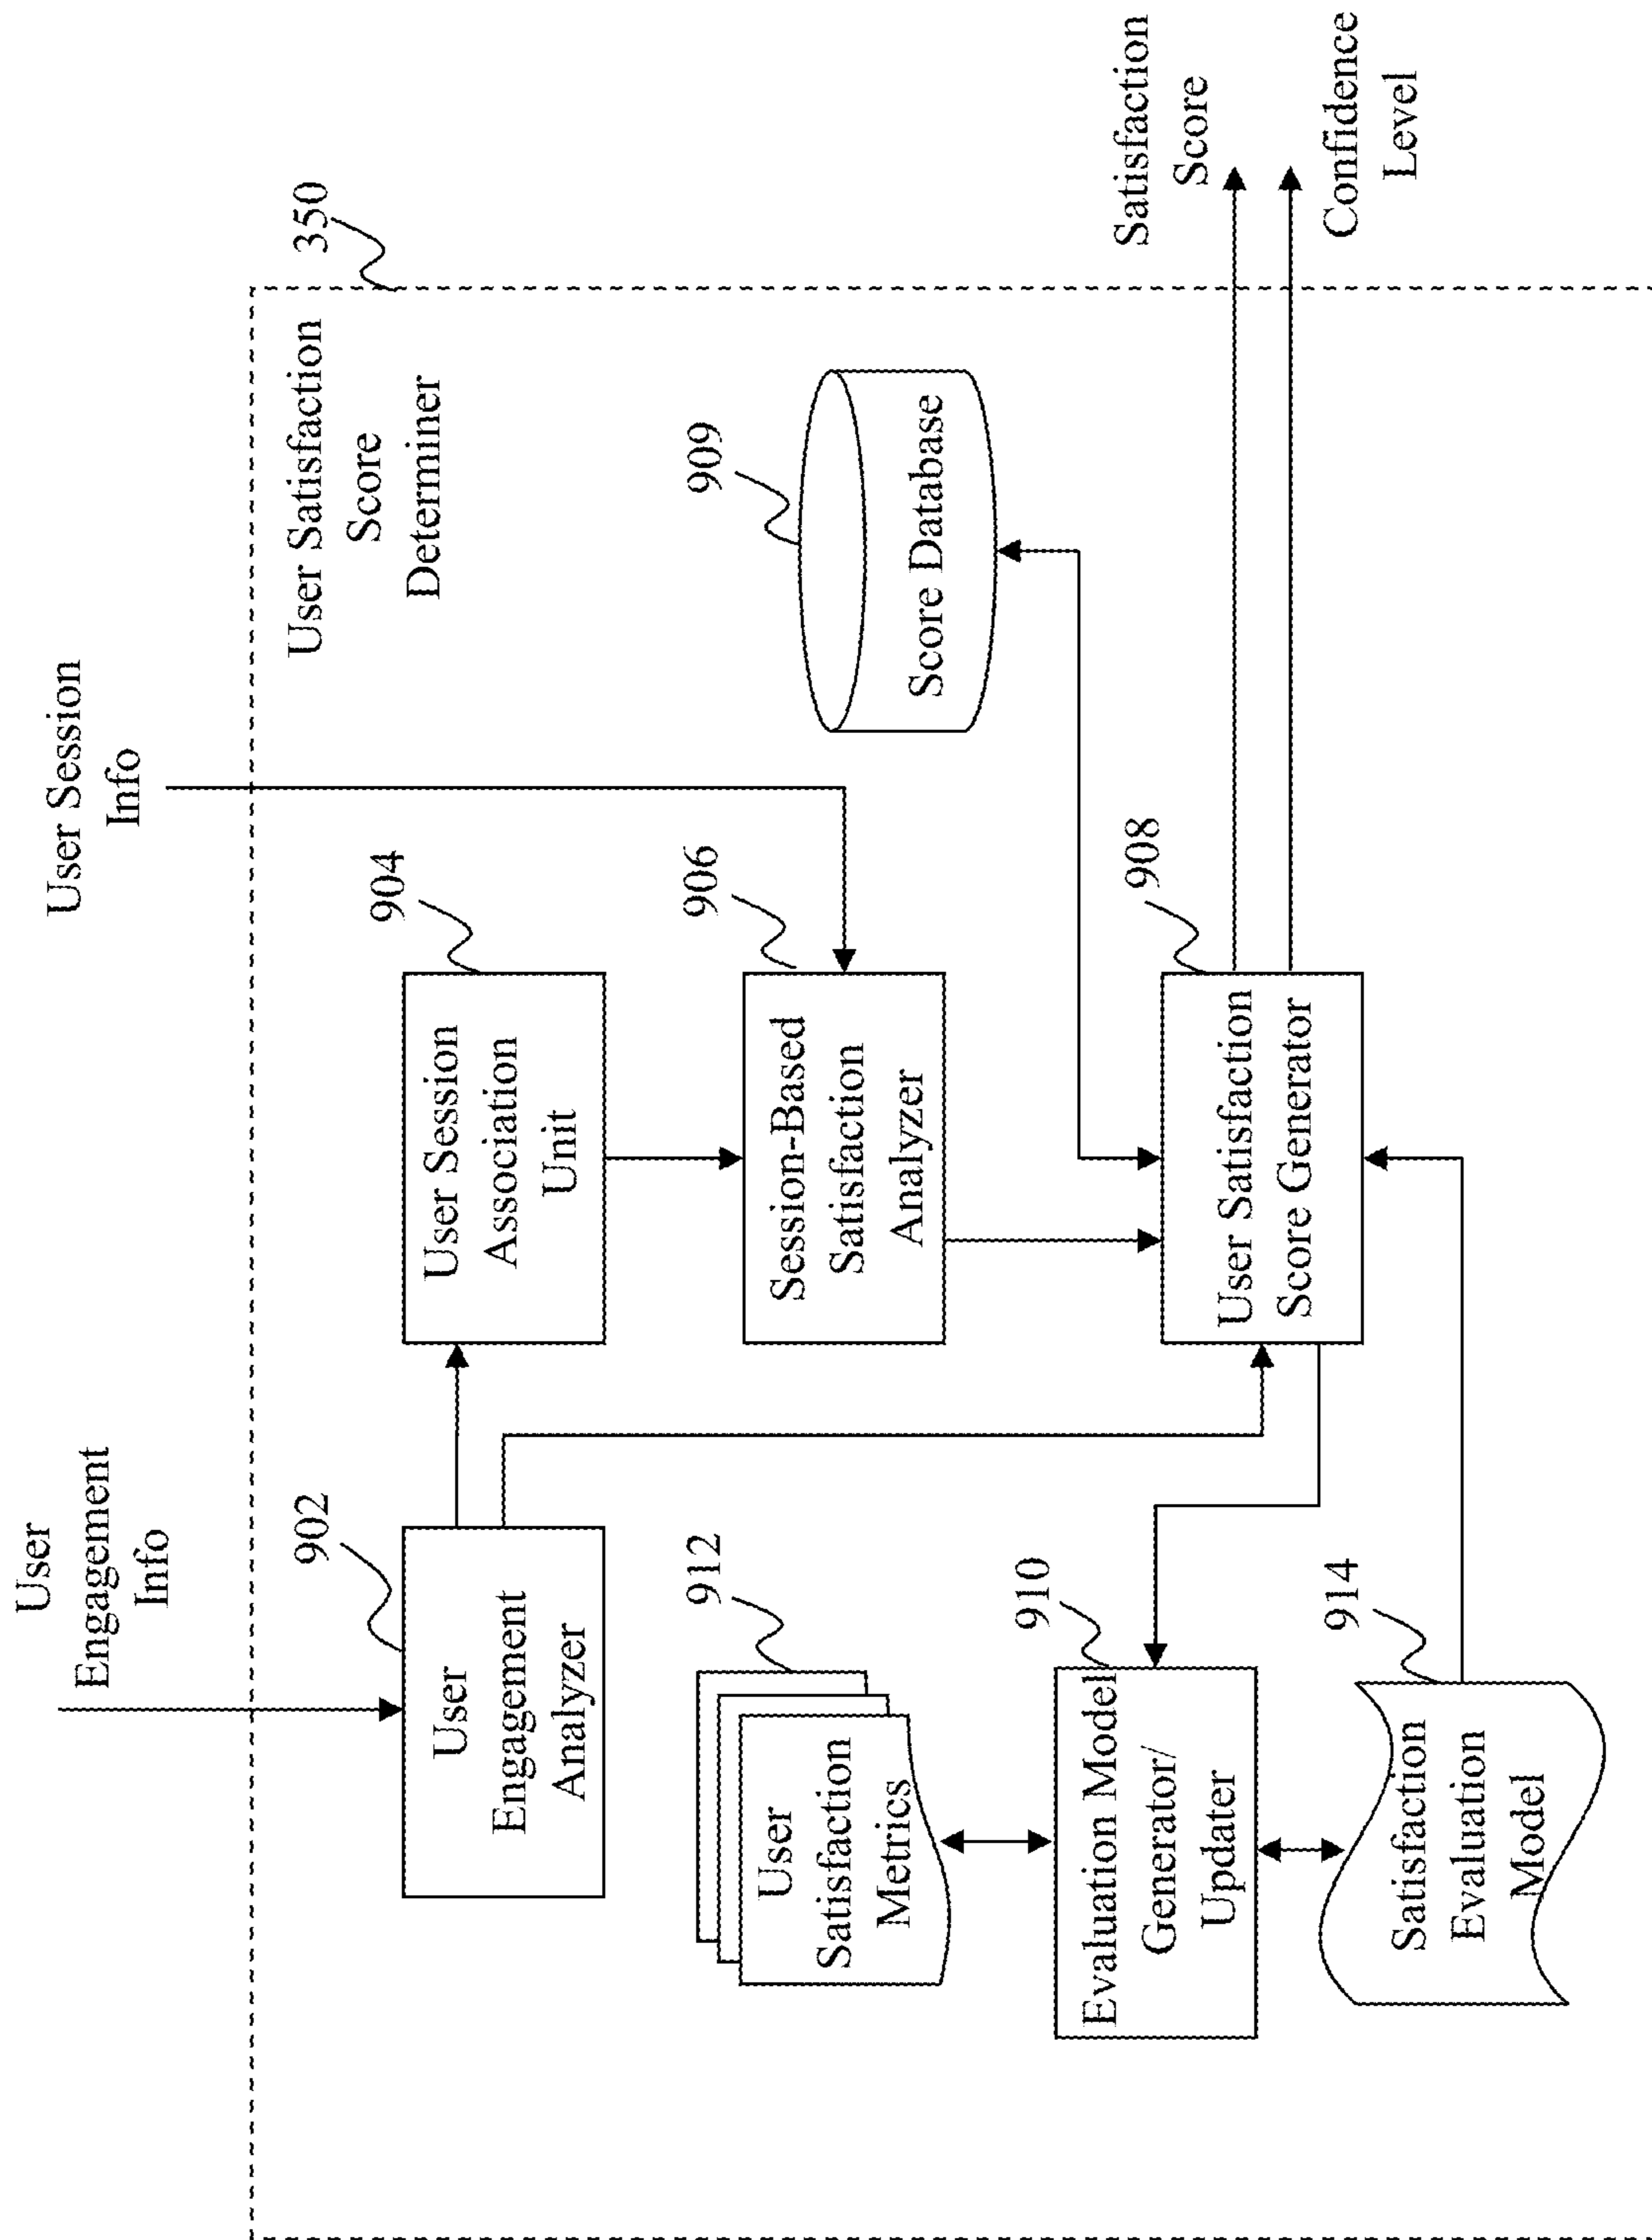 User
Engagement
Info
User Session
Info
350
User Satisfaction
Score
Determiner
902
User
Engagement
Analyzer
904
User Session
Association
Unit
912
User
Satisfaction
Metrics
906
Session-Based
Satisfaction
Analyzer
909
Score Database
910
Evaluation Model
Generator/
Updater
908
User Satisfaction
Score Generator
Satisfaction
Score
Confidence
Level
914
Satisfaction
Evaluation
Model